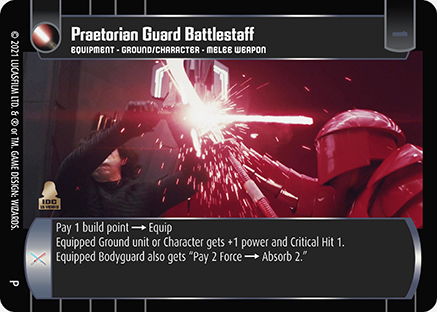 Praetorian Guard Battlestaff
EQUIPMENT - GROUND/CHARACTER - MELEE WEAPON
© 2021 LUCASFILM LTD. & ® or TM. GAME DESIGN: WIZARDS.
IDC
Pay 1 build point → Equip
Equipped Ground unit or Character gets +1 power and Critical Hit 1.
Equipped Bodyguard also gets “Pay 2 Force → Absorb 2.”
P